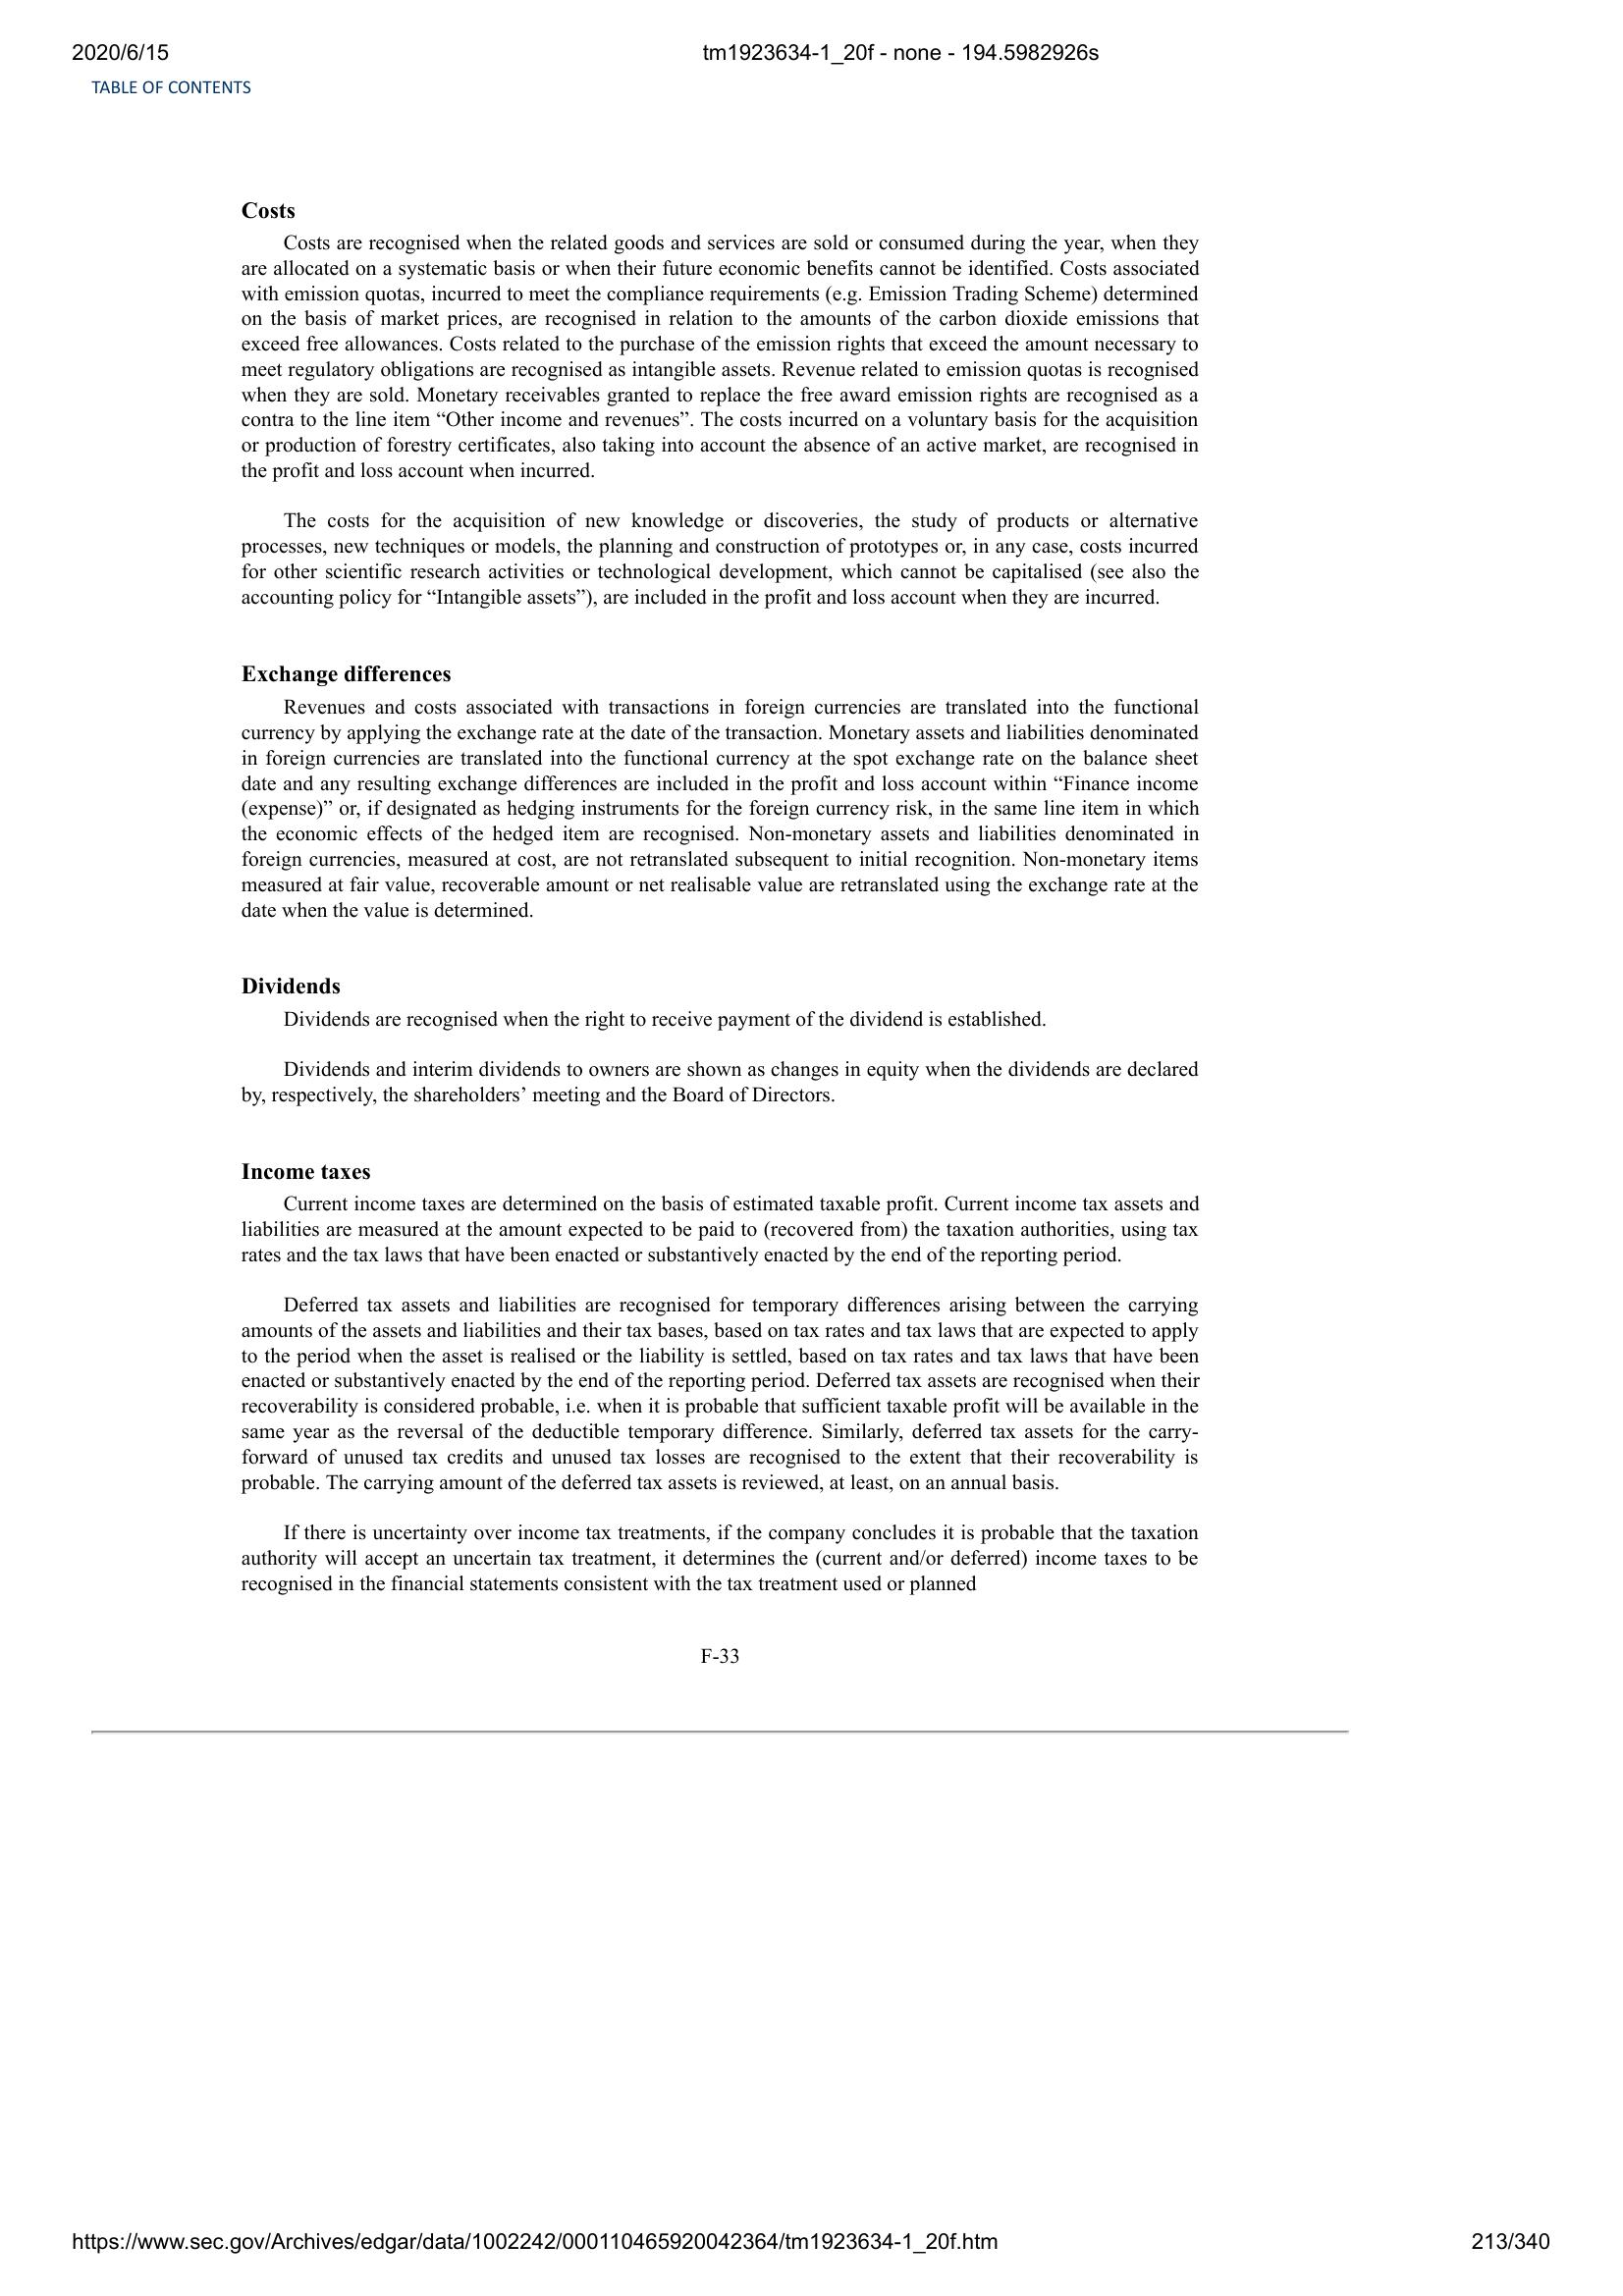 2020/6/15
tm1923634-1_20f - none - 194.5982926s
TABLE OF CONTENTS
Costs
Costs are recognised when the related goods and services are sold or consumed during the year, when they
are allocated on a systematic basis or when their future economic benefits cannot be identified. Costs associated
with emission quotas, incurred to meet the compliance requirements (e.g. Emission Trading Scheme) determined
on the basis of market prices, are recognised in relation to the amounts of the carbon dioxide emissions that
exceed free allowances. Costs related to the purchase of the emission rights that exceed the amount necessary to
meet regulatory obligations are recognised as intangible assets. Revenue related to emission quotas is recognised
when they are sold. Monetary receivables granted to replace the free award emission rights are recognised as a
contra to the line item “Other income and revenues”. The costs incurred on a voluntary basis for the acquisition
or production of forestry certificates, also taking into account the absence of an active market, are recognised in
the profit and loss account when incurred.
The costs for the acquisition of new knowledge or discoveries, the study of products or alternative
processes, new techniques or models, the planning and construction of prototypes or, in any case, costs incurred
for other scientific research activities or technological development, which cannot be capitalised (see also the
accounting policy for “Intangible assets”), are included in the profit and loss account when they are incurred.
Exchange differences
Revenues and costs associated with transactions in foreign currencies are translated into the functional
currency by applying the exchange rate at the date of the transaction. Monetary assets and liabilities denominated
in foreign currencies are translated into the functional currency at the spot exchange rate on the balance sheet
date and any resulting exchange differences are included in the profit and loss account within “Finance income
(expense)” or, if designated as hedging instruments for the foreign currency risk, in the same line item in which
the economic effects of the hedged item are recognised. Non-monetary assets and liabilities denominated in
foreign currencies, measured at cost, are not retranslated subsequent to initial recognition. Non-monetary items
measured at fair value, recoverable amount or net realisable value are retranslated using the exchange rate at the
date when the value is determined.
Dividends
Dividends are recognised when the right to receive payment of the dividend is established.
Dividends and interim dividends to owners are shown as changes in equity when the dividends are declared
by, respectively, the shareholders’ meeting and the Board of Directors.
Income taxes
Current income taxes are determined on the basis of estimated taxable profit. Current income tax assets and
liabilities are measured at the amount expected to be paid to (recovered from) the taxation authorities, using tax
rates and the tax laws that have been enacted or substantively enacted by the end of the reporting period.
Deferred tax assets and liabilities are recognised for temporary differences arising between the carrying
amounts of the assets and liabilities and their tax bases, based on tax rates and tax laws that are expected to apply
to the period when the asset is realised or the liability is settled, based on tax rates and tax laws that have been
enacted or substantively enacted by the end of the reporting period. Deferred tax assets are recognised when their
recoverability is considered probable, i.e. when it is probable that sufficient taxable profit will be available in the
same year as the reversal of the deductible temporary difference. Similarly, deferred tax assets for the carry-
forward of unused tax credits and unused tax losses are recognised to the extent that their recoverability is
probable. The carrying amount of the deferred tax assets is reviewed, at least, on an annual basis.
If there is uncertainty over income tax treatments, if the company concludes it is probable that the taxation
authority will accept an uncertain tax treatment, it determines the (current and/or deferred) income taxes to be
recognised in the financial statements consistent with the tax treatment used or planned
F-33
https://www.sec.gov/Archives/edgar/data/1002242/000110465920042364/tm1923634-1_20f.htm
213/340